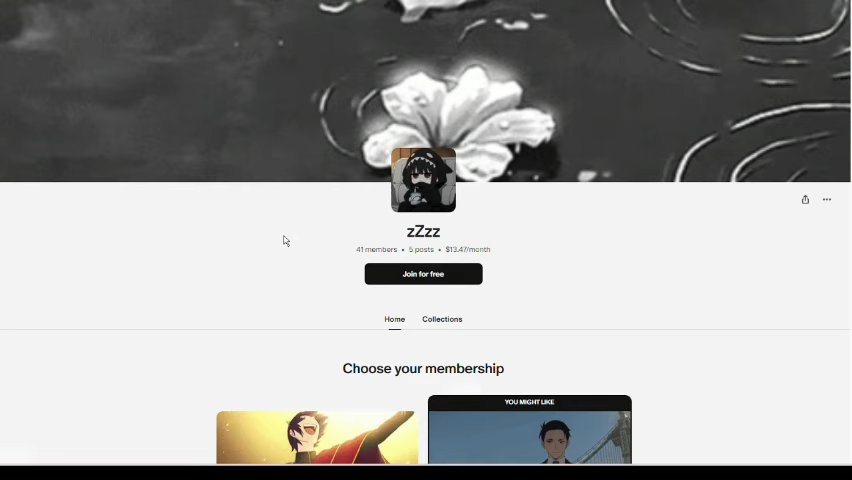 zZzz
41 members • 5 posts • $13.47/month
Join for free
Home
Collections
Choose your membership
YOU MIGHT LIKE